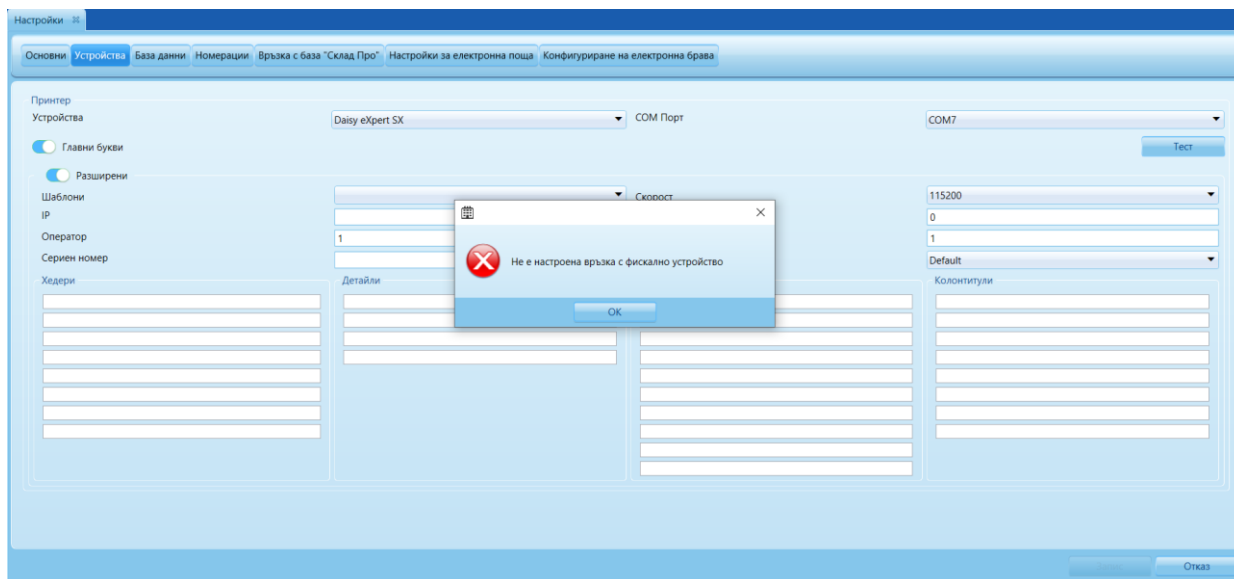 Настройки
Основни Устройства База данни Номерации Връзка с база "Склад Про" Настройки за електронна поща Конфигуриране на електронна брава
Принтер
Устройства Daisy eXpert SX COM Порт COM7
Главни букви Тест
Разширени
Шаблони Скорост 115200
IP 0
Оператор 1 1
Сериен номер Default
Не е настроена връзка с фискално устройство
OK
Хедери Детайли Колонтитули
Отказ